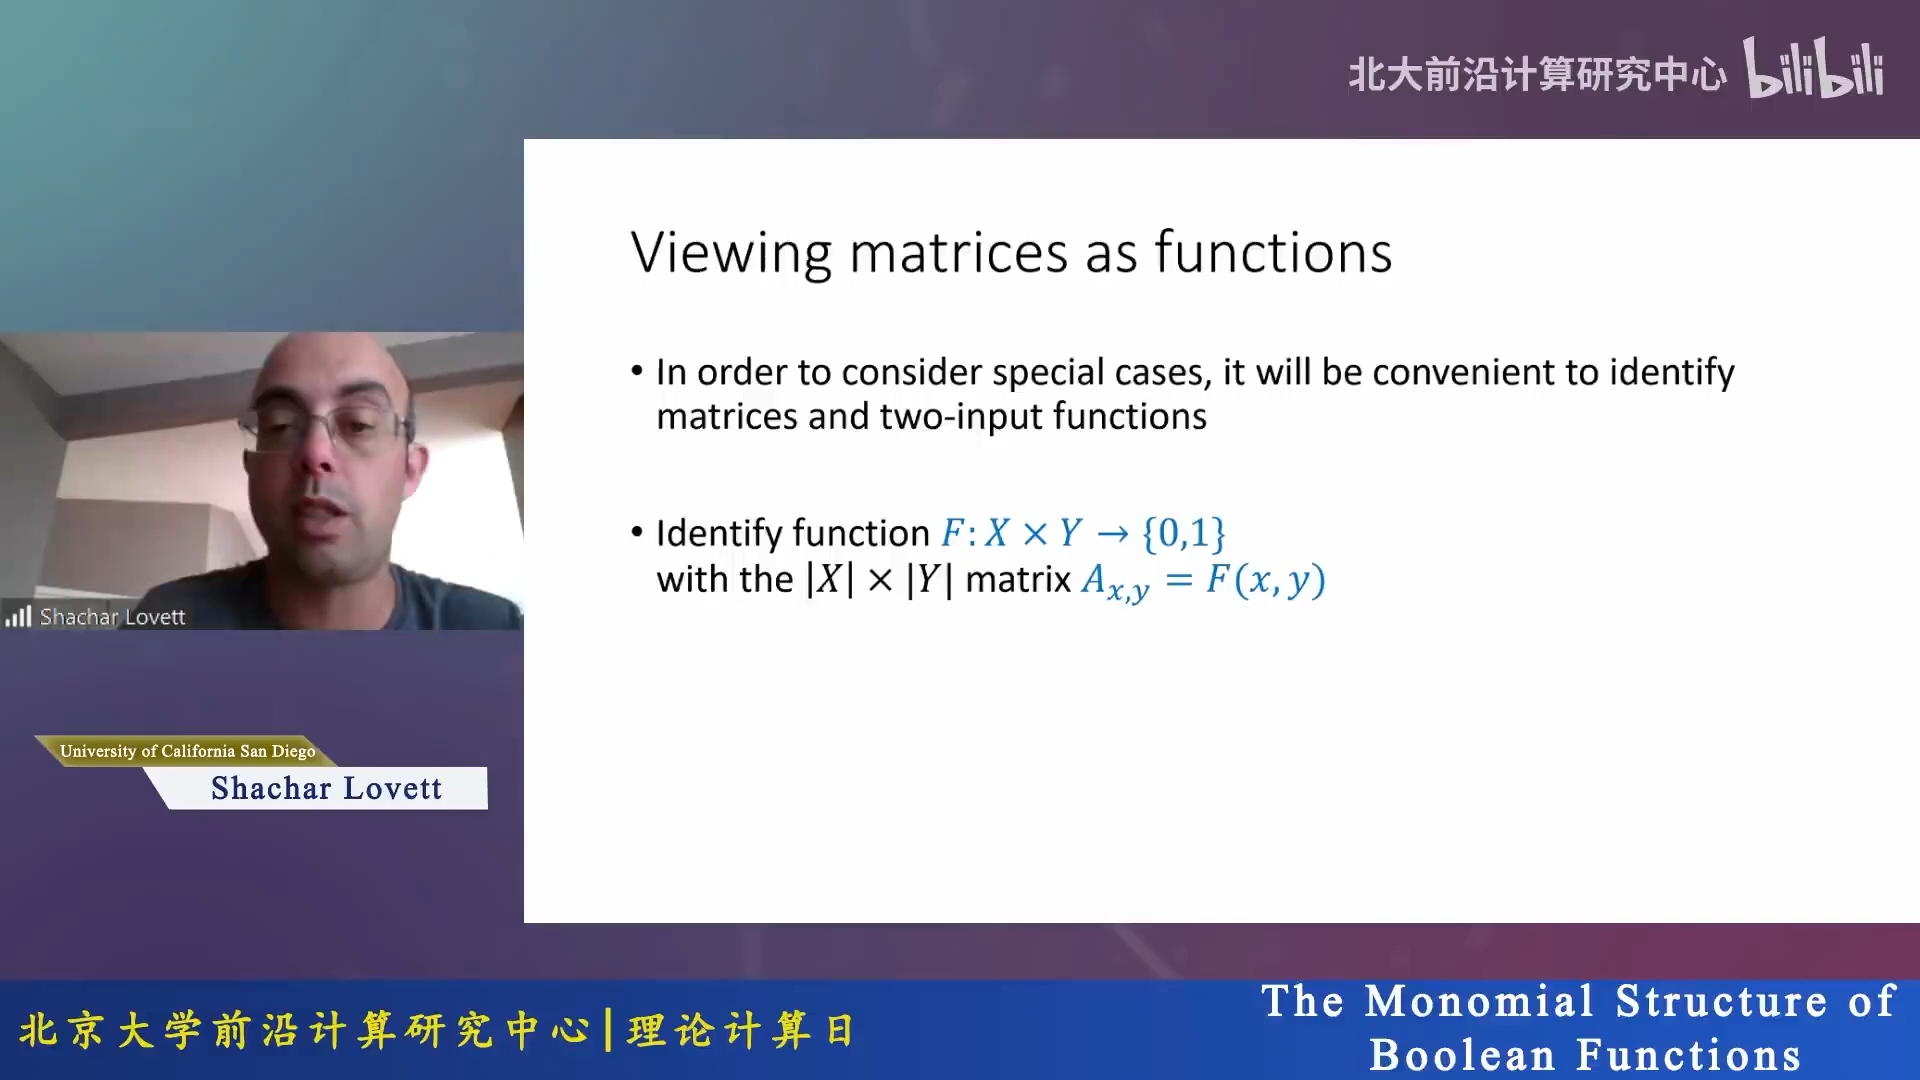 北大前沿计算研究中心 bilibili
Viewing matrices as functions
• In order to consider special cases, it will be convenient to identify
matrices and two-input functions
• Identify function F: X × Y → {0,1}
with the |X| × |Y| matrix A_{x,y} = F(x, y)
Shachar Lovett
University of California San Diego
Shachar Lovett
北京大学前沿计算研究中心|理论计算日
The Monomial Structure of
Boolean Functions